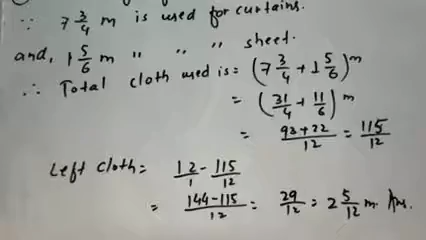 ∵ 7 3/4 m is used for curtains.
and, 1 5/6 m " " " sheet.
∴ Total cloth used is = (7 3/4 + 1 5/6) m
= (31/4 + 11/6) m
= 93+22/12 = 115/12
Left cloth = 12/1 - 115/12
= 144-115/12 = 29/12 = 2 5/12 m. Ans.